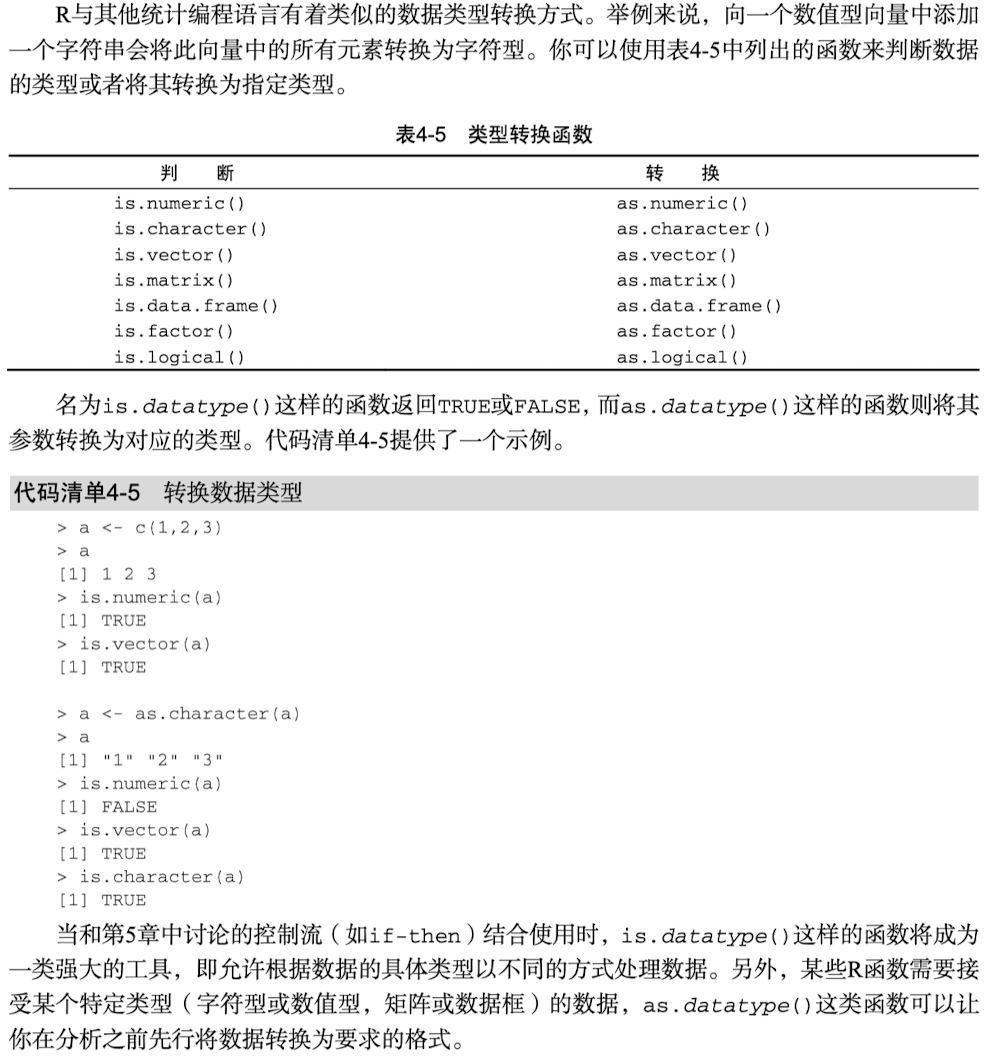 R与其他统计编程语言有着类似的数据类型转换方式。举例来说，向一个数值型向量中添加
一个字符串会将此向量中的所有元素转换为字符型。你可以使用表4-5中列出的函数来判断数据
的类型或者将其转换为指定类型。
表4-5 类型转换函数
判 断 转 换
is.numeric() as.numeric()
is.character() as.character()
is.vector() as.vector()
is.matrix() as.matrix()
is.data.frame() as.data.frame()
is.factor() as.factor()
is.logical() as.logical()
名为is.datatype()这样的函数返回TRUE或FALSE，而as.datatype()这样的函数则将其
参数转换为对应的类型。代码清单4-5提供了一个示例。
代码清单4-5 转换数据类型
> a <- c(1,2,3)
> a
[1] 1 2 3
> is.numeric(a)
[1] TRUE
> is.vector(a)
[1] TRUE
> a <- as.character(a)
> a
[1] "1" "2" "3"
> is.numeric(a)
[1] FALSE
> is.vector(a)
[1] TRUE
> is.character(a)
[1] TRUE
当和第5章中讨论的控制流（如if-then）结合使用时，is.datatype()这样的函数将成为
一类强大的工具，即允许根据数据的具体类型以不同的方式处理数据。另外，某些R函数需要接
受某个特定类型（字符型或数值型，矩阵或数据框）的数据，as.datatype()这类函数可以让
你在分析之前先行将数据转换为要求的格式。